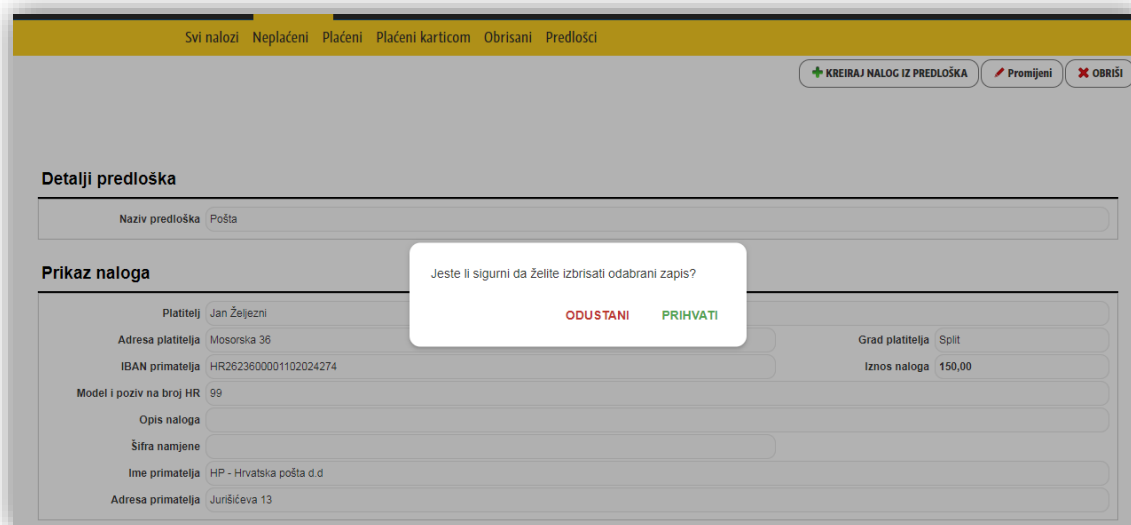 Svi nalozi Neplaćeni Plaćeni Plaćeni karticom Obrisani Predlošci
KREIRAJ NALOG IZ PREDLOŠKA Promijeni OBRIŠI
Detalji predloška
Naziv predloška Pošta
Jeste li sigurni da želite izbrisati odabrani zapis?
ODUSTANI PRIHVATI
Prikaz naloga
Platitelj Jan Željezni
Adresa platitelja Mosorska 36 Grad platitelja Split
IBAN primatelja HR2623600001102024274 Iznos naloga 150,00
Model i poziv na broj HR 99
Opis naloga
Šifra namjene
Ime primatelja HP - Hrvatska pošta d.d
Adresa primatelja Jurišićeva 13